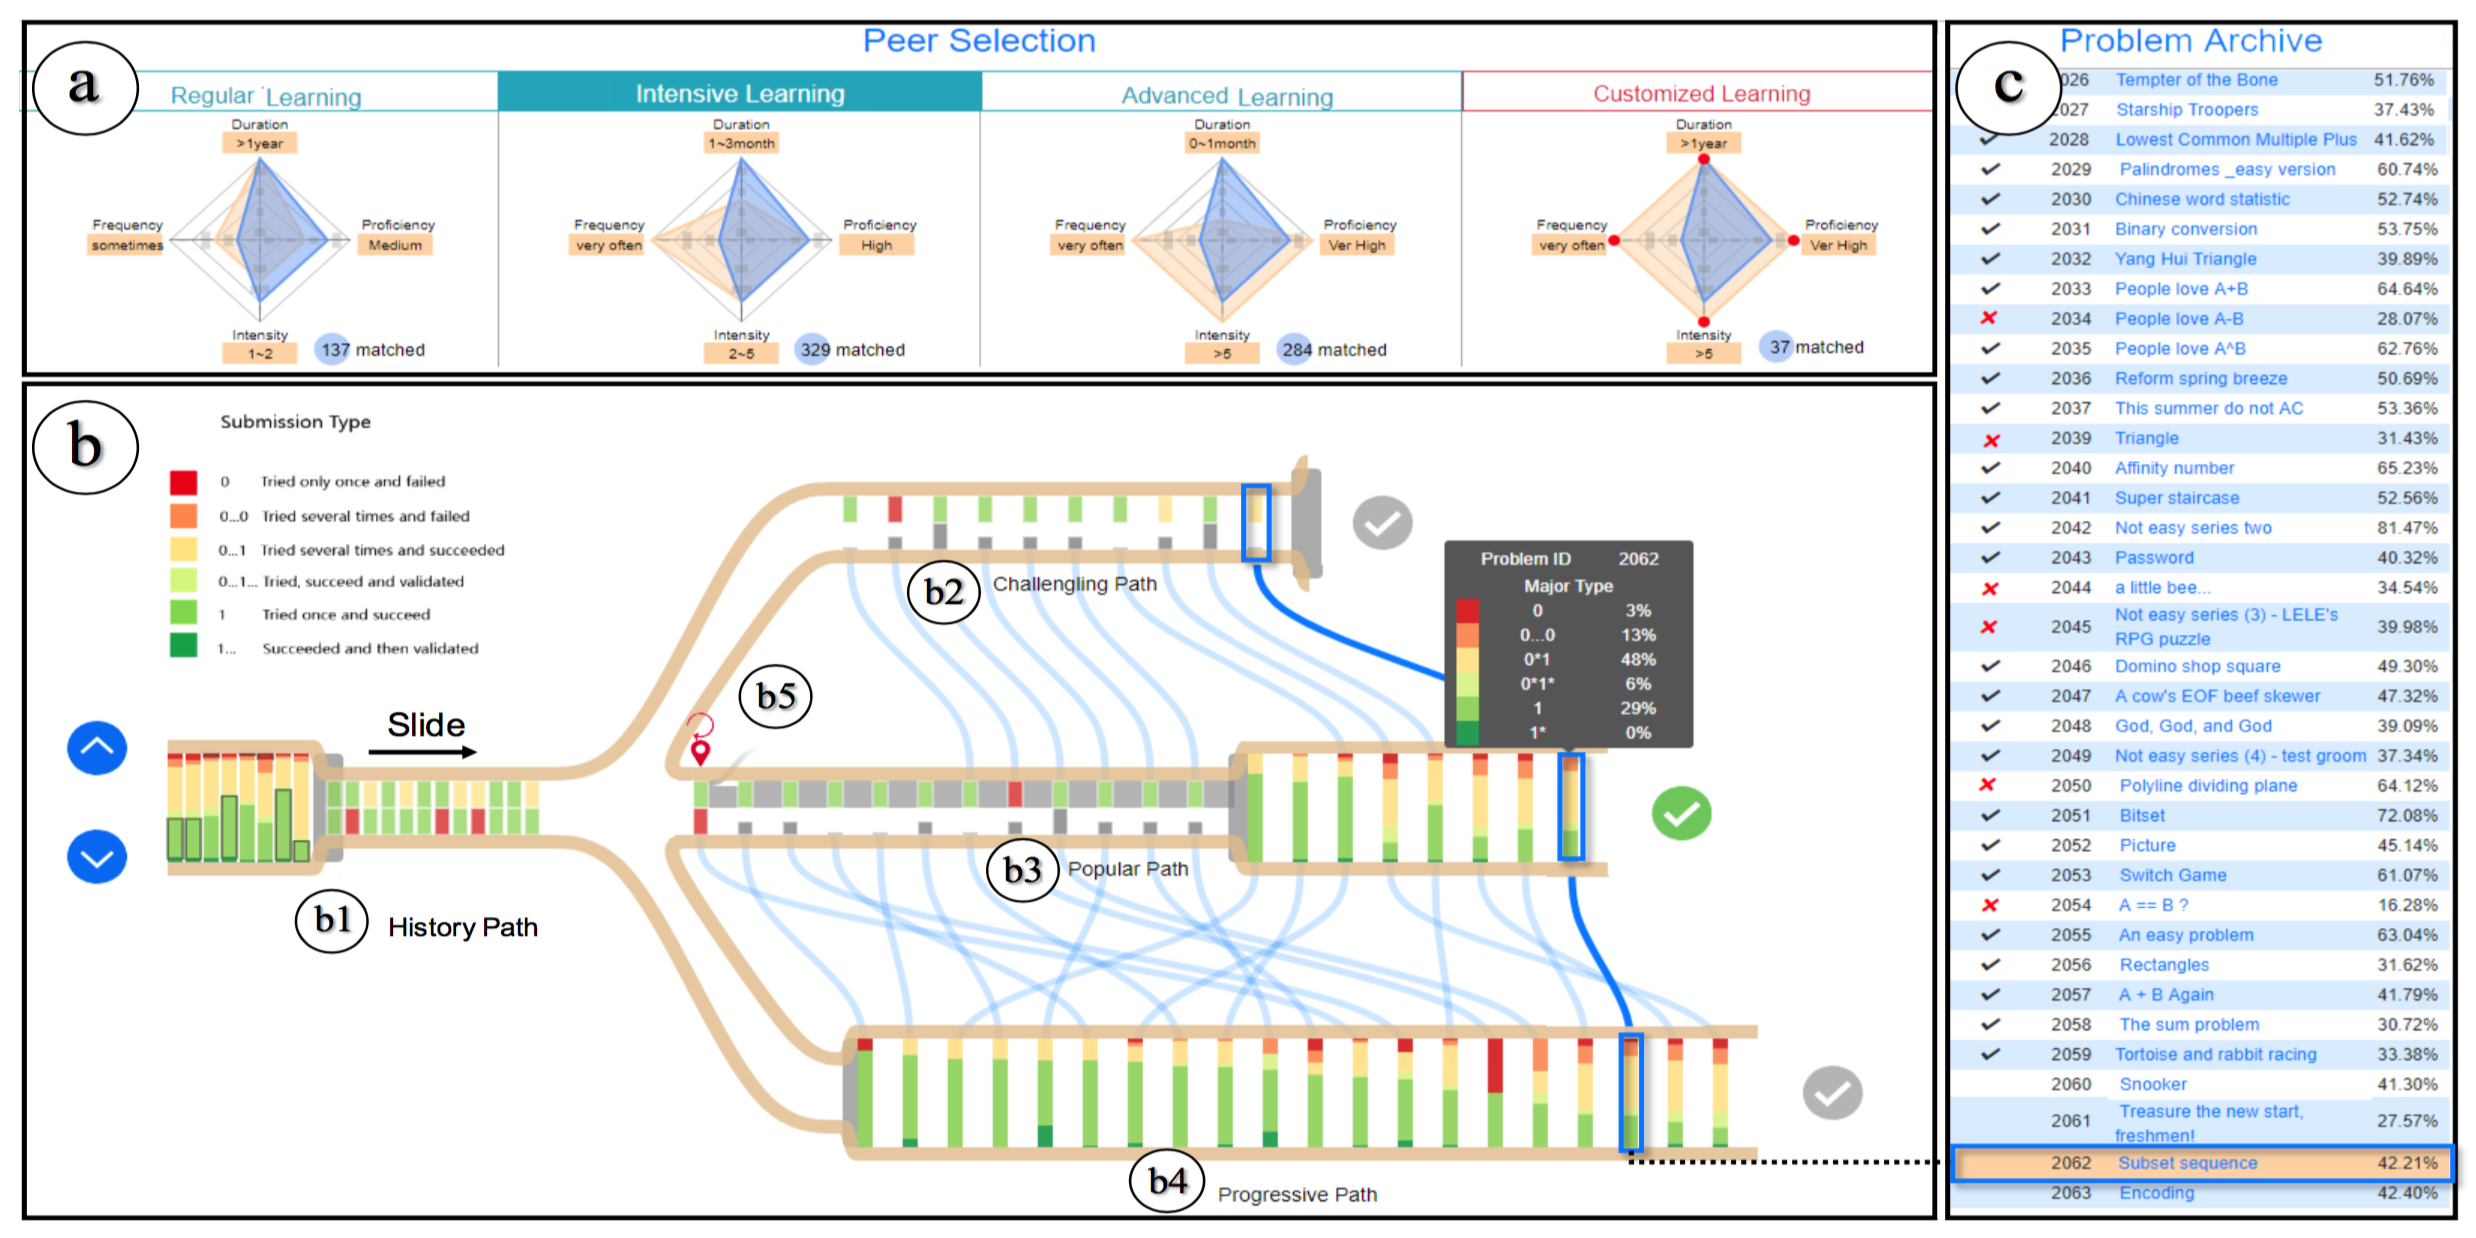 Peer Selection
a
Regular Learning
Duration
>1year
Frequency
sometimes
Proficiency
Medium
Intensity
1~2
137 matched
Intensive Learning
Duration
1~3month
Frequency
very often
Proficiency
High
Intensity
2~5
329 matched
Advanced Learning
Duration
0~1month
Frequency
very often
Proficiency
Ver High
Intensity
>5
284 matched
Customized Learning
Duration
>1year
Frequency
very often
Proficiency
Ver High
Intensity
>5
37 matched
b
Submission Type
0 Tried only once and failed
0...0 Tried several times and failed
0...1 Tried several times and succeeded
0...1... Tried, succeed and validated
1 Tried once and succeed
1... Succeeded and then validated
Slide
b1
History Path
b2
Challengling Path
b5
b3
Popular Path
b4
Progressive Path
Problem ID 2062
Major Type
0 3%
0...0 13%
0*1 48%
0*1* 6%
1 29%
1* 0%
Problem Archive
c
026 Tempter of the Bone 51.76%
2027 Starship Troopers 37.43%
2028 Lowest Common Multiple Plus 41.62%
2029 Palindromes _easy version 60.74%
2030 Chinese word statistic 52.74%
2031 Binary conversion 53.75%
2032 Yang Hui Triangle 39.89%
2033 People love A+B 64.64%
2034 People love A-B 28.07%
2035 People love A^B 62.76%
2036 Reform spring breeze 50.69%
2037 This summer do not AC 53.36%
2039 Triangle 31.43%
2040 Affinity number 65.23%
2041 Super staircase 52.56%
2042 Not easy series two 81.47%
2043 Password 40.32%
2044 a little bee... 34.54%
2045 Not easy series (3) - LELE's
RPG puzzle 39.98%
2046 Domino shop square 49.30%
2047 A cow's EOF beef skewer 47.32%
2048 God, God, and God 39.09%
2049 Not easy series (4) - test groom 37.34%
2050 Polyline dividing plane 64.12%
2051 Bitset 72.08%
2052 Picture 45.14%
2053 Switch Game 61.07%
2054 A == B ? 16.28%
2055 An easy problem 63.04%
2056 Rectangles 31.62%
2057 A + B Again 41.79%
2058 The sum problem 30.72%
2059 Tortoise and rabbit racing 33.38%
2060 Snooker 41.30%
2061 Treasure the new start,
freshmen! 27.57%
2062 Subset sequence 42.21%
2063 Encoding 42.40%